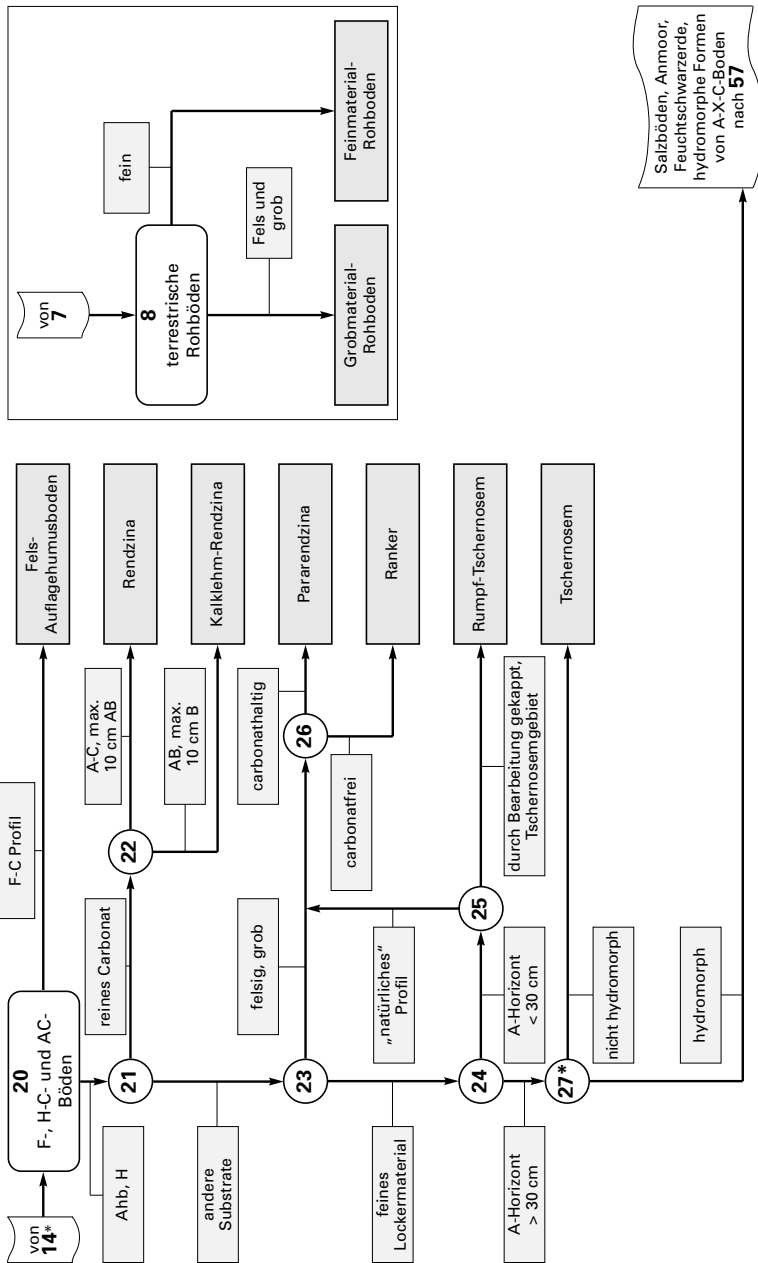 von
14*
20
F-, H-C- und AC-
Böden
F-C Profil
Fels-
Auflagehumusboden
Ahb, H
21
reines Carbonat
22
A-C, max.
10 cm AB
Rendzina
AB, max.
10 cm B
Kalklehm-Rendzina
andere
Substrate
23
felsig, grob
26
carbonathaltig
Pararendzina
carbonatfrei
Ranker
feines
Lockermaterial
„natürliches“
Profil
24
A-Horizont
< 30 cm
25
durch Bearbeitung gekappt,
Tschernosemgebiet
Rumpf-Tschernosem
A-Horizont
> 30 cm
27*
nicht hydromorph
Tschernosem
hydromorph
Salzböden, Anmoor,
Feuchtschwarzerde,
hydromorphe Formen
von A-X-C-Boden
nach 57
von
7
8
terrestrische
Rohböden
fein
Feinmaterial-
Rohboden
Fels und
grob
Grobmaterial-
Rohboden